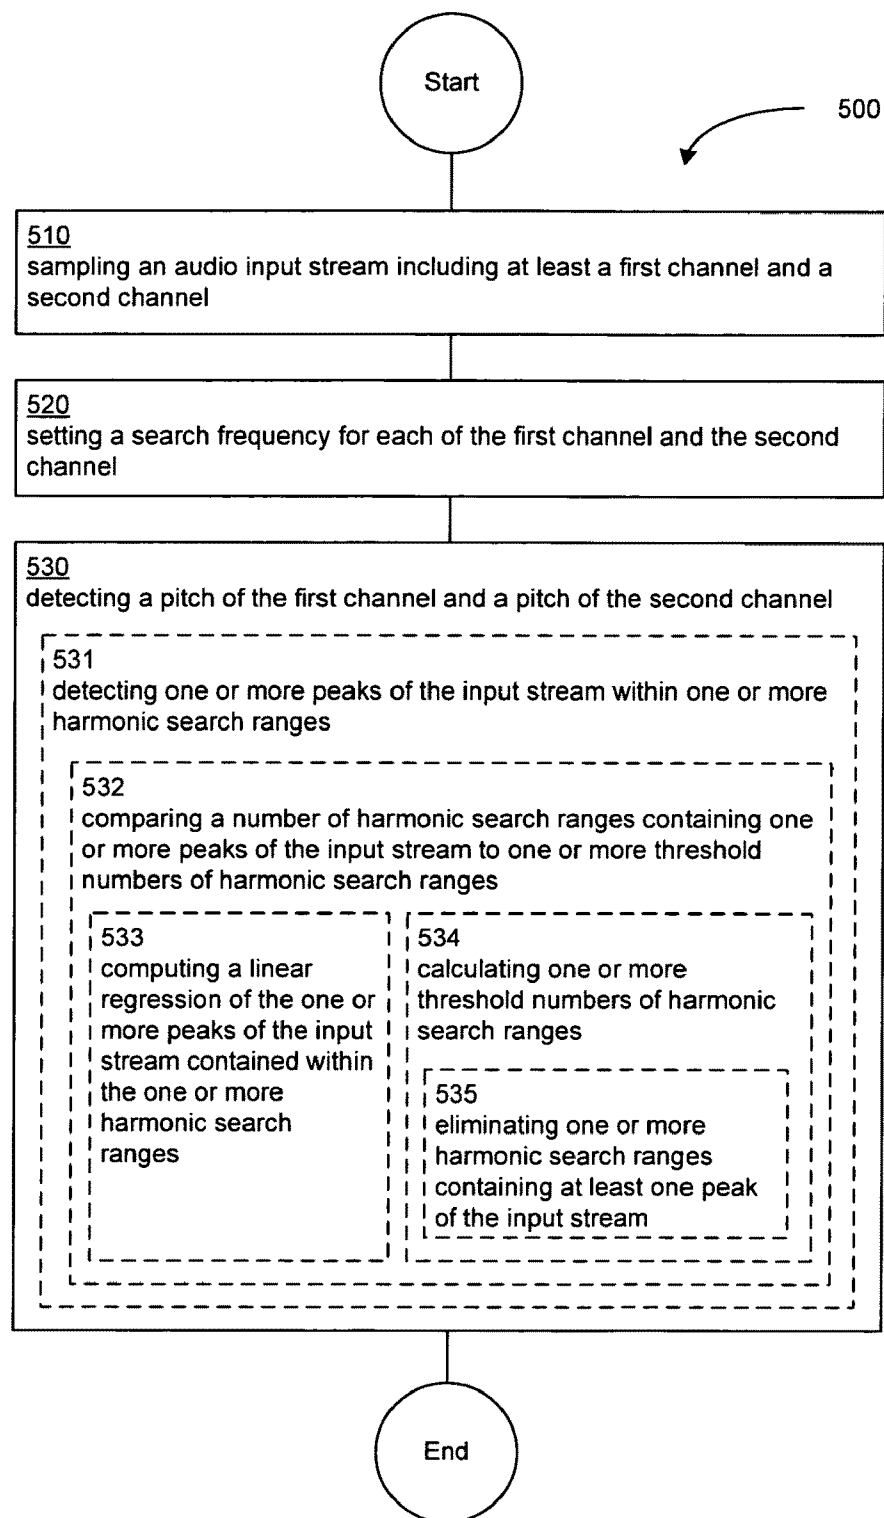 Start
500
510
sampling an audio input stream including at least a first channel and a
second channel
520
setting a search frequency for each of the first channel and the second
channel
530
detecting a pitch of the first channel and a pitch of the second channel
531
detecting one or more peaks of the input stream within one or more
harmonic search ranges
532
comparing a number of harmonic search ranges containing one
or more peaks of the input stream to one or more threshold
numbers of harmonic search ranges
533
computing a linear
regression of the one or
more peaks of the input
stream contained within
the one or more
harmonic search
ranges
534
calculating one or more
threshold numbers of harmonic
search ranges
535
eliminating one or more
harmonic search ranges
containing at least one peak
of the input stream
End